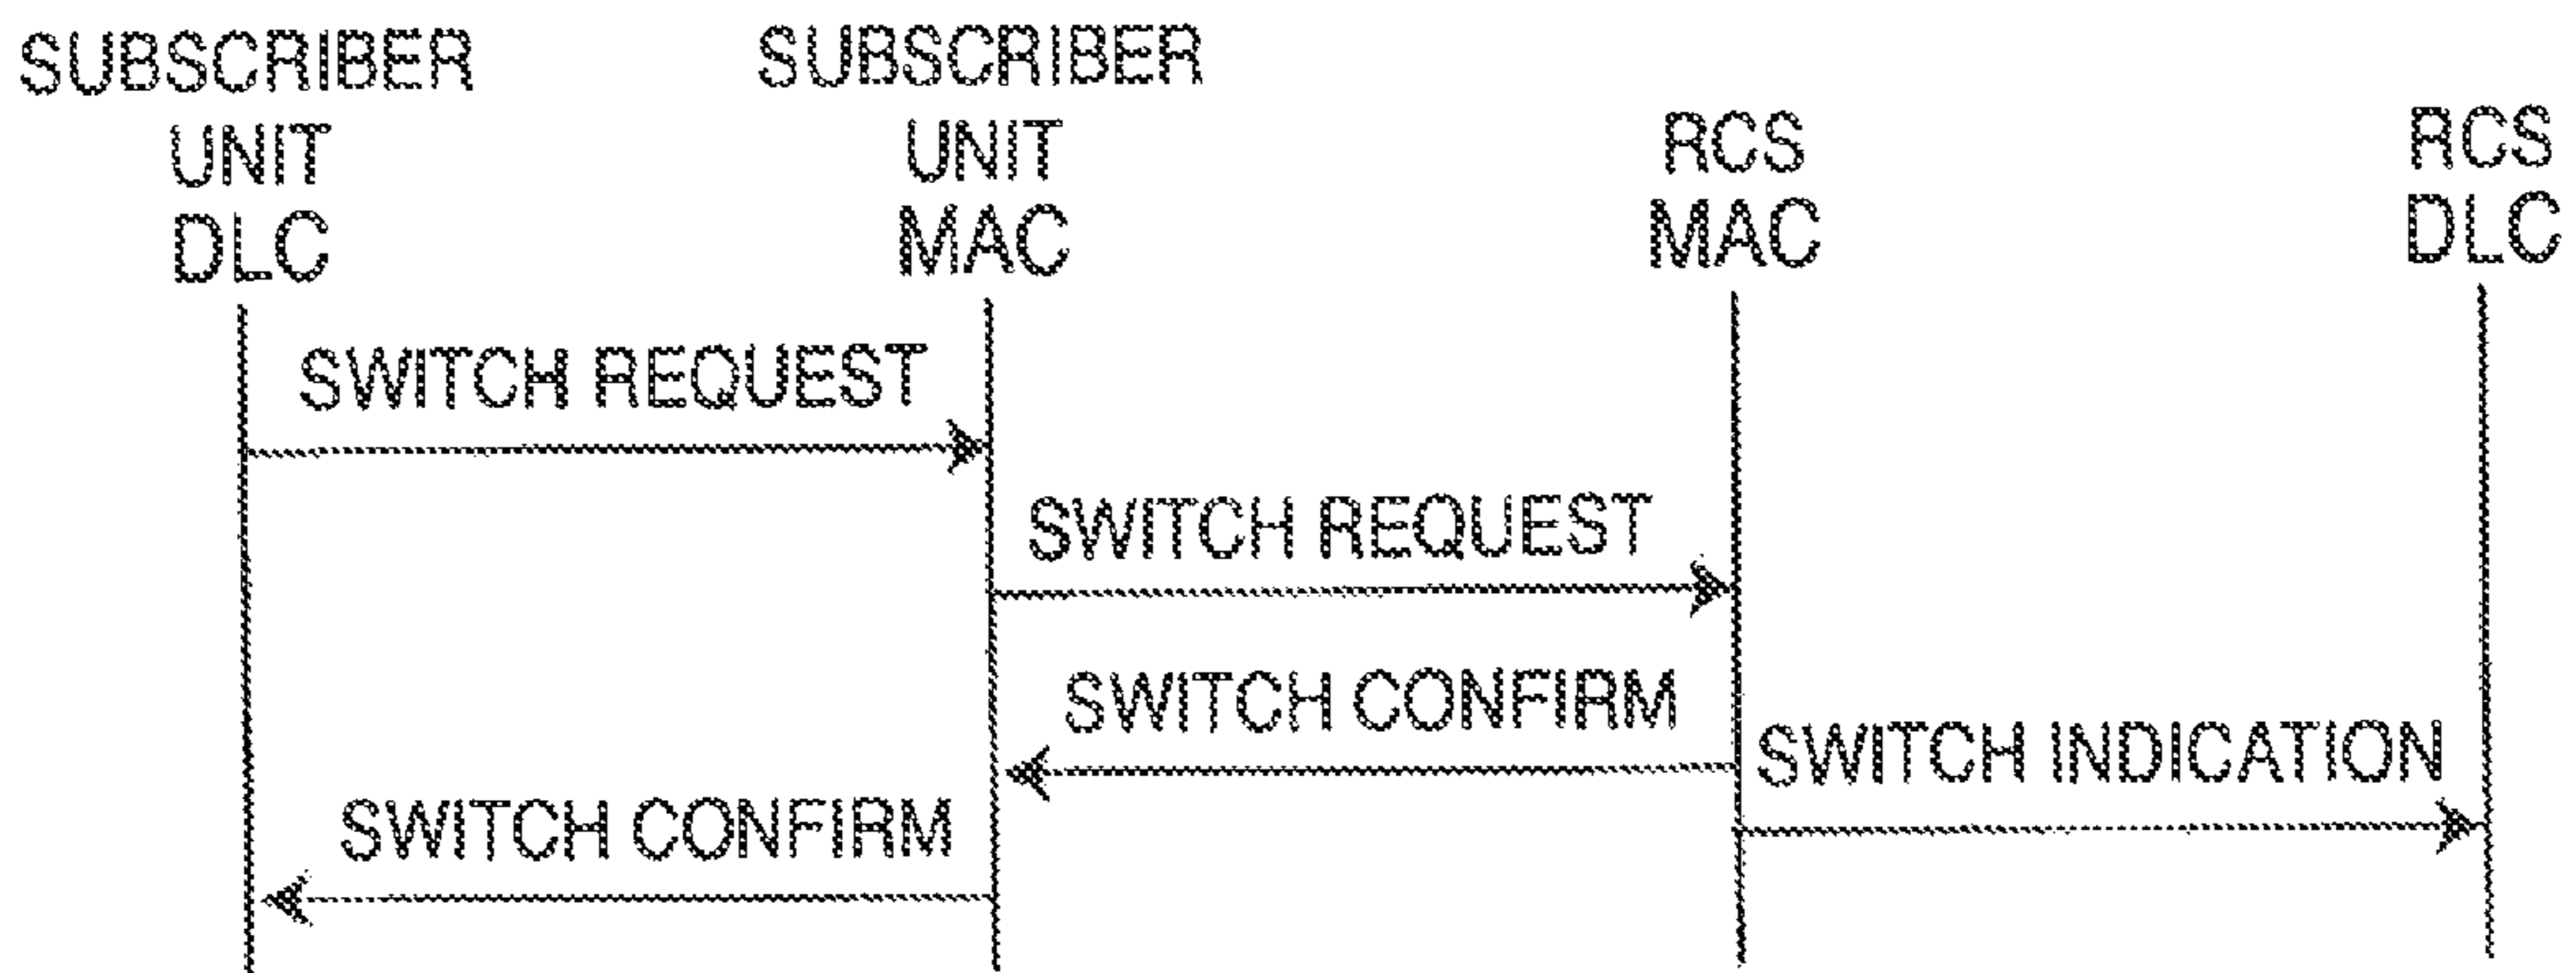 SUBSCRIBER
UNIT
DLC
SUBSCRIBER
UNIT
MAC
RCS
MAC
RCS
DLC
SWITCH REQUEST
SWITCH REQUEST
SWITCH CONFIRM
SWITCH INDICATION
SWITCH CONFIRM